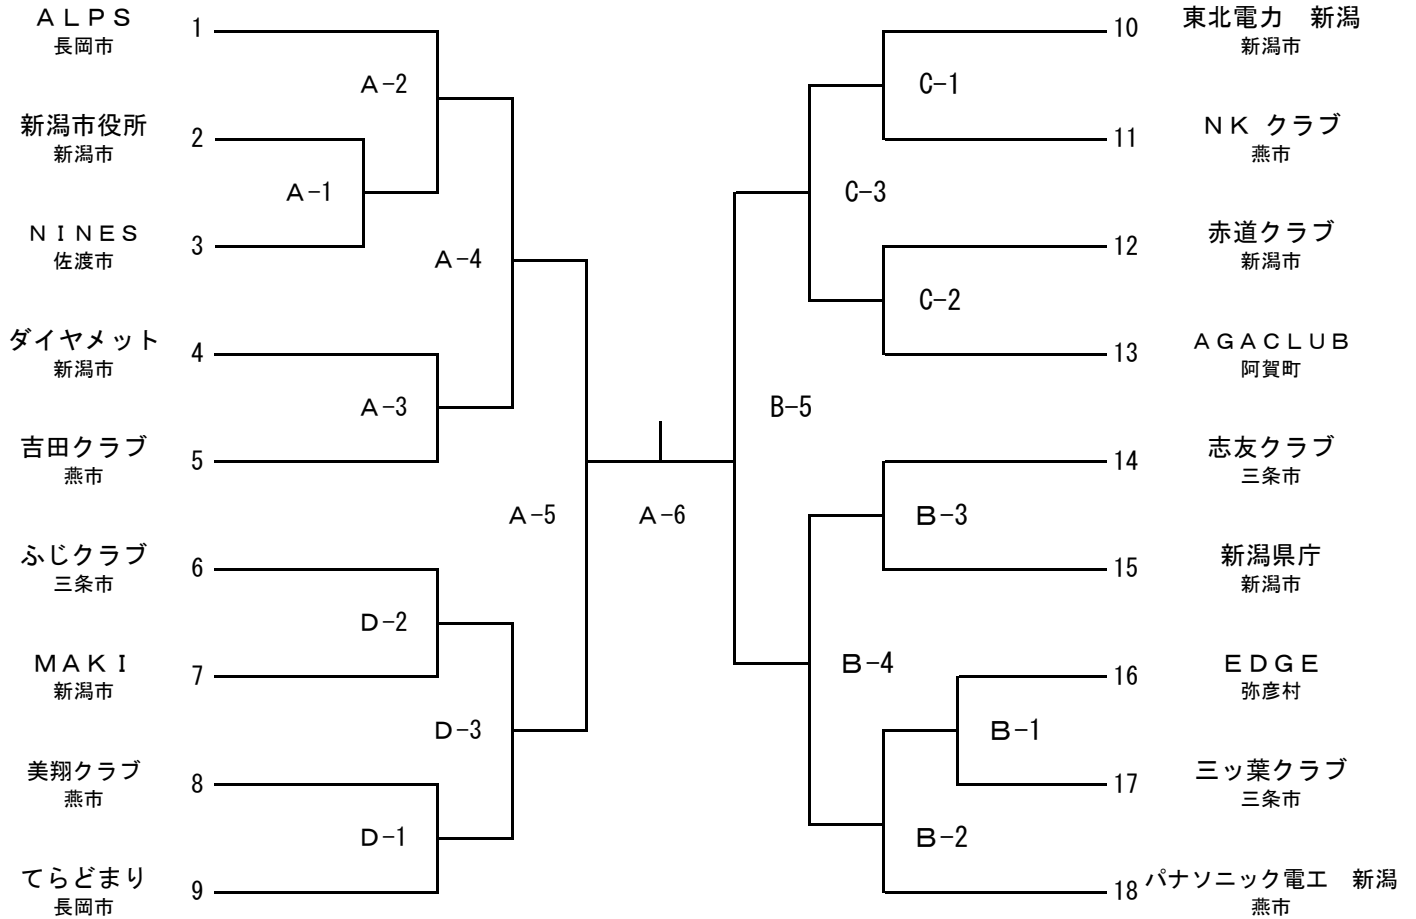 ＡＬＰＳ
長岡市
1
Ａ-2
新潟市役所
新潟市
2
Ａ-1
ＮＩＮＥＳ
佐渡市
3
Ａ-4
ダイヤメット
新潟市
4
Ａ-3
吉田クラブ
燕市
5
Ａ-5
Ａ-6
ふじクラブ
三条市
6
Ｄ-2
ＭＡＫＩ
新潟市
7
Ｄ-3
美翔クラブ
燕市
8
Ｄ-1
てらどまり
長岡市
9
10
東北電力　新潟
新潟市
C-1
11
ＮＫ クラブ
燕市
C-3
12
赤道クラブ
新潟市
C-2
13
ＡＧＡＣＬＵＢ
阿賀町
B-5
14
志友クラブ
三条市
Ｂ-3
15
新潟県庁
新潟市
Ｂ-4
16
ＥＤＧＥ
弥彦村
Ｂ-1
17
三ッ葉クラブ
三条市
Ｂ-2
18
パナソニック電工　新潟
燕市